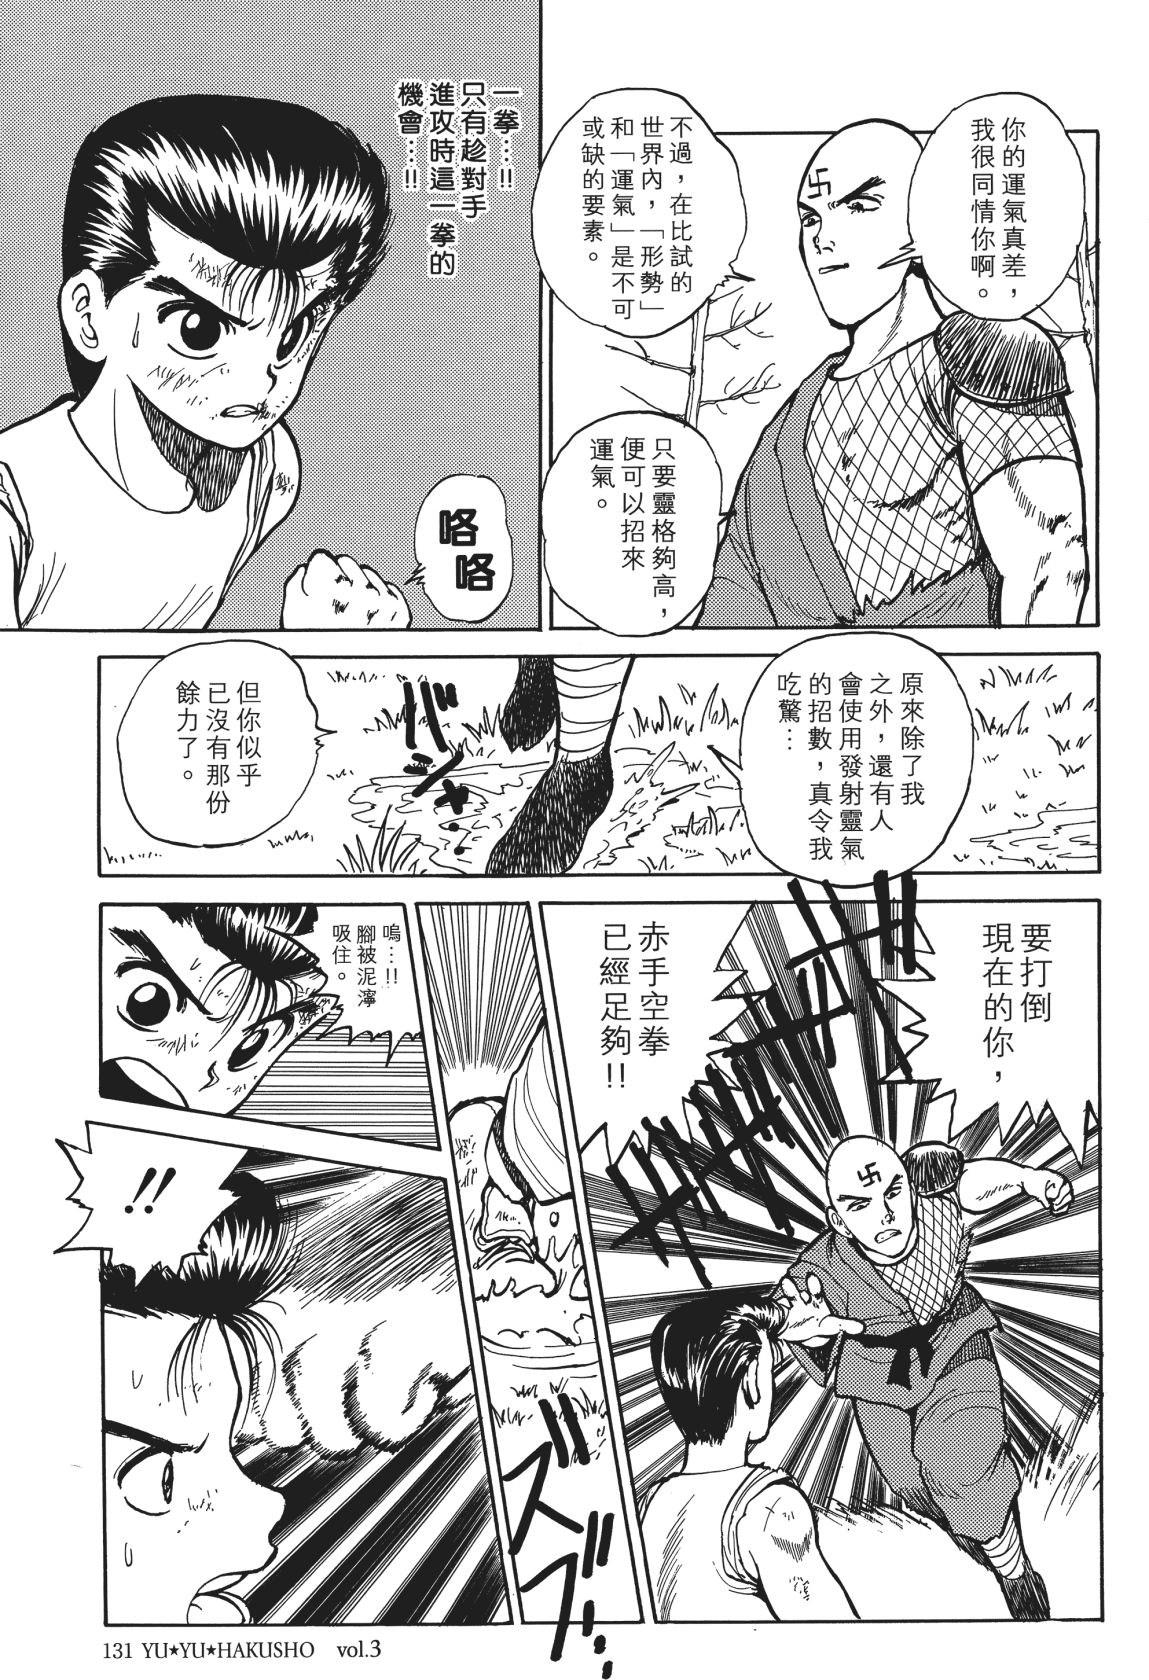 你的運氣真差，
我很同情你啊。
不過，在比試的
世界內，「形勢」
和「運氣」是不可
或缺的要素。
只要靈格夠高，
便可以招來
運氣。
一拳…!!
只有趁對手
進攻時這一拳的
機會…!!
咯
咯
原來除了我
之外，還有人
會使用發射靈氣
的招數，真令我
吃驚…
バシャ…
但你似乎
已沒有那份
餘力了。
要打倒
現在的你，
赤手空拳
已經足夠!!
ズブ…
嗚…!!
腳被泥濘
吸住。
!!
131 YU★YU★HAKUSHO vol.3